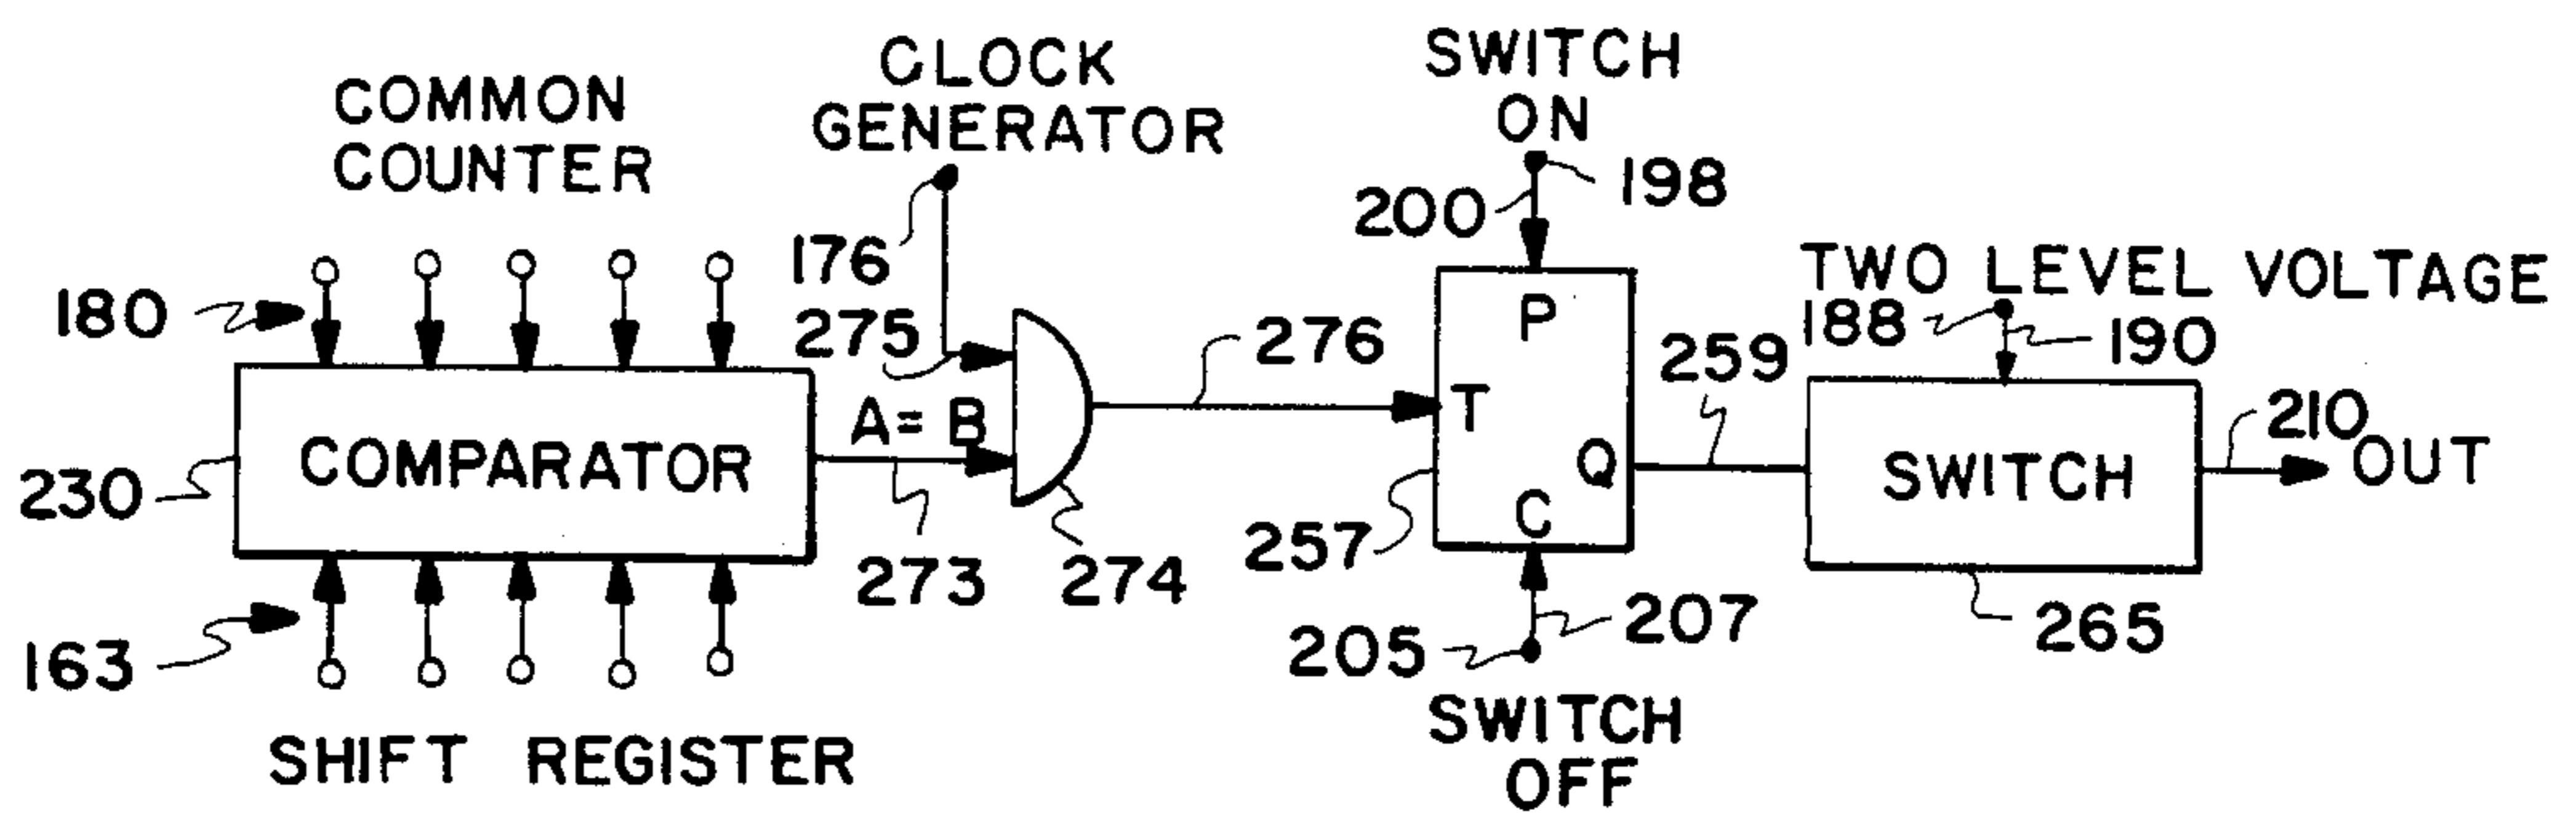 COMMON
COUNTER
CLOCK
GENERATOR
SWITCH
ON
198
200
176
180
275
276
TWO LEVEL VOLTAGE
188
190
259
P
T
Q
C
A= B
COMPARATOR
230
273
274
257
SWITCH
210
OUT
265
163
205
207
SHIFT REGISTER
SWITCH
OFF